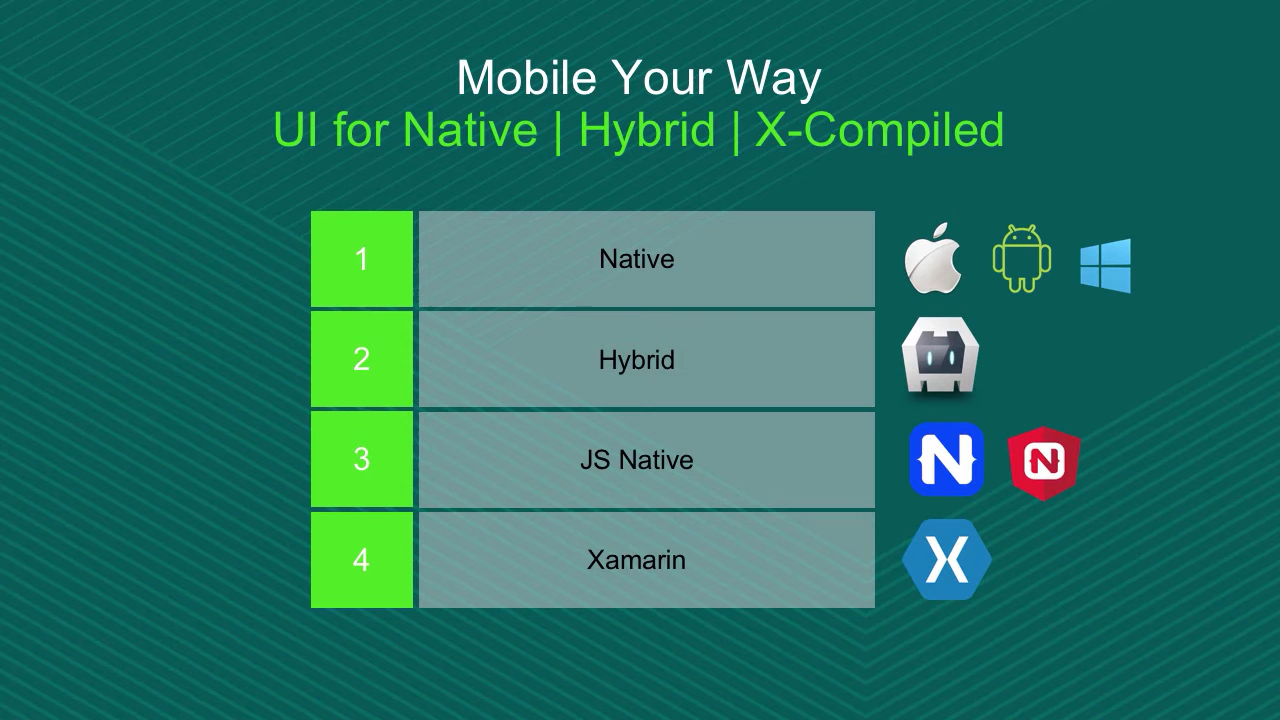 Mobile Your Way
UI for Native | Hybrid | X-Compiled
1 Native
2 Hybrid
3 JS Native N N
4 Xamarin X